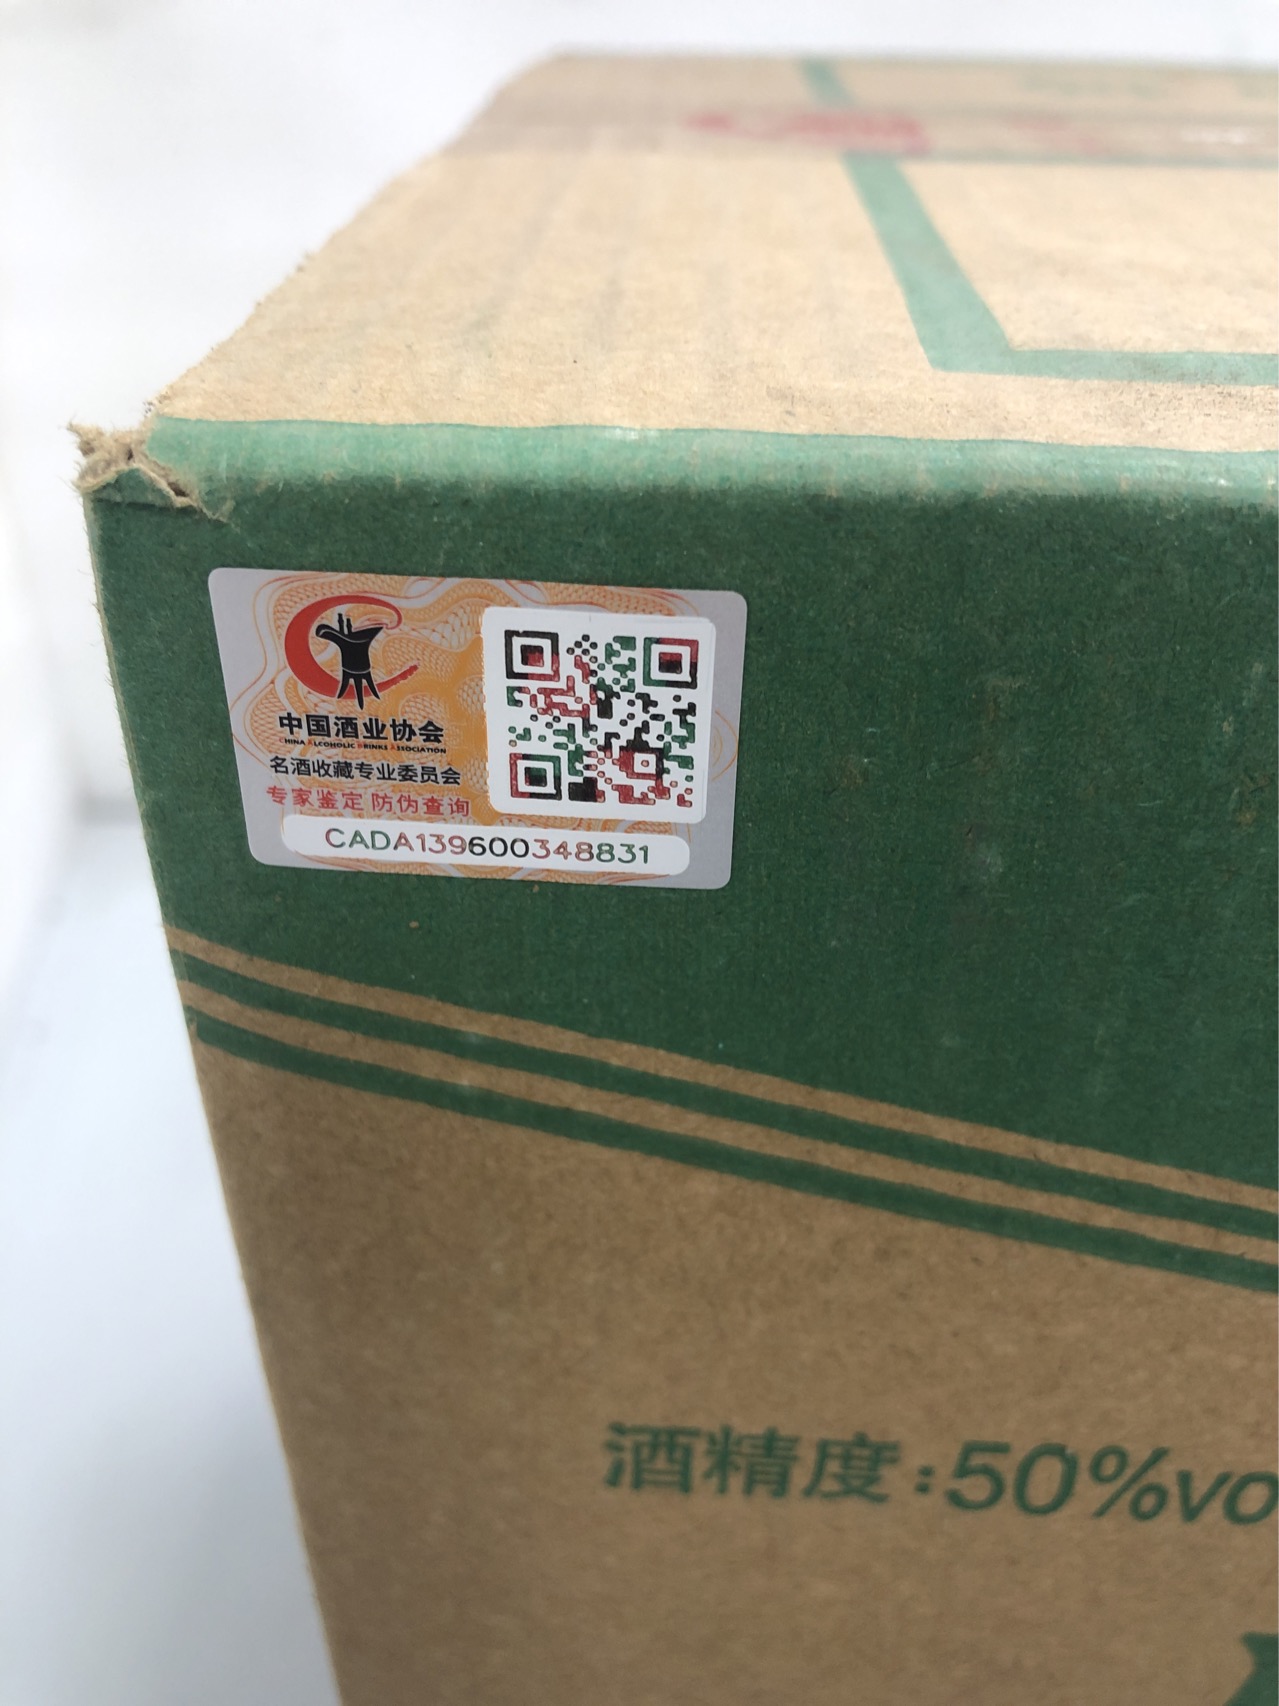 中国酒业协会
CHINA ALCOHOLIC DRINKS ASSOCIATION
名酒收藏专业委员会
专家鉴定 防伪查询
CADA139600348831
酒精度:50%vo